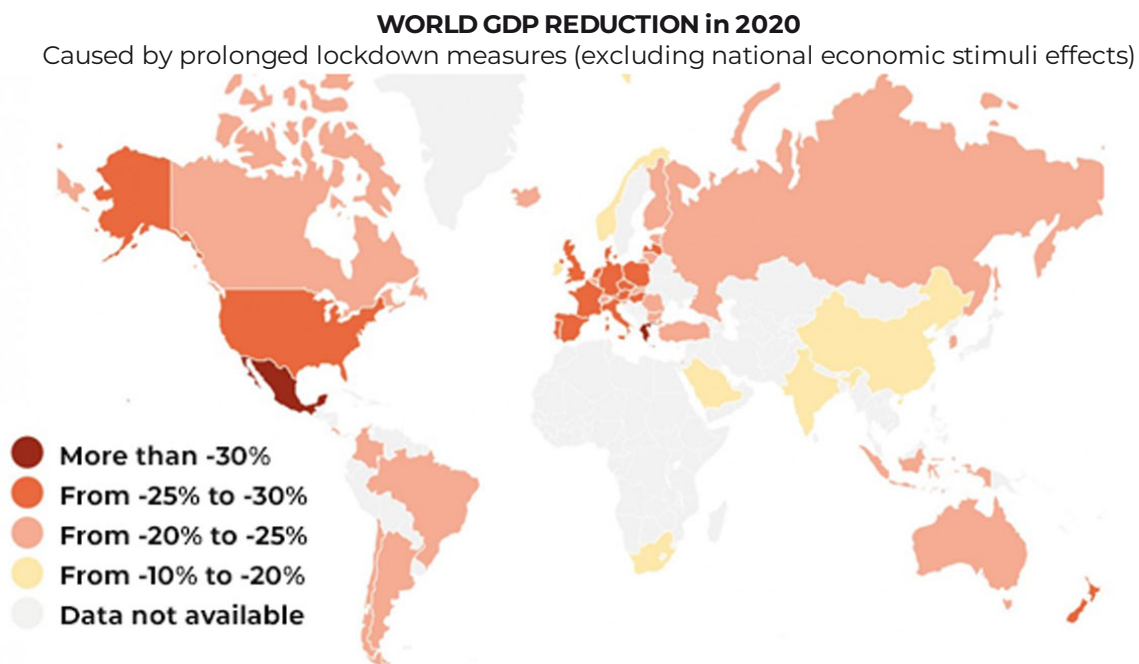 WORLD GDP REDUCTION in 2020
Caused by prolonged lockdown measures (excluding national economic stimuli effects)
More than -30%
From -25% to -30%
From -20% to -25%
From -10% to -20%
Data not available